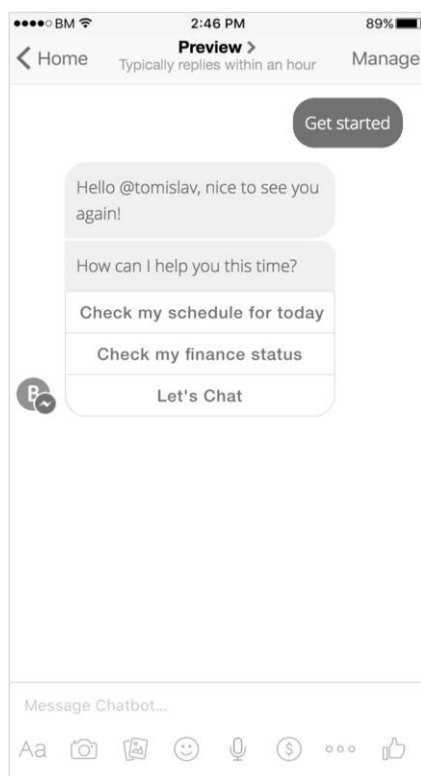 BM 2:46 PM 89%
Home Preview > Manage
Typically replies within an hour
Get started
Hello @tomislav, nice to see you
again!
How can I help you this time?
Check my schedule for today
Check my finance status
B Let's Chat
Message Chatbot...
Aa $